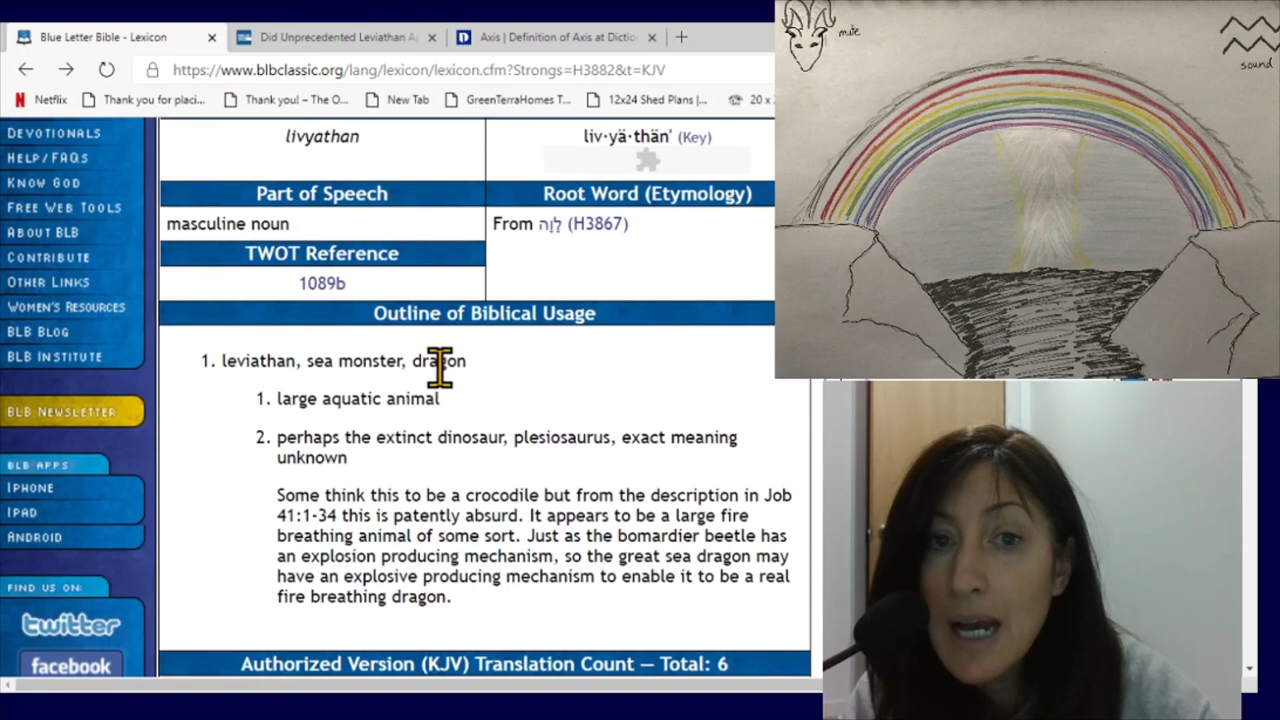 Blue Letter Bible - Lexicon
Did Unprecedented Leviathan A
Axis | Definition of Axis at Dictio
https://www.blbclassic.org/lang/lexicon/lexicon.cfm?Strongs=H3882&t=KJV
Netflix
Thank you for placi...
Thank you! – The O...
New Tab
GreenTerraHomes T...
12x24 Shed Plans |...
20 x
mute
sound
DEVOTIONALS
HELP/FAQS
KNOW GOD
FREE WEB TOOLS
ABOUT BLB
CONTRIBUTE
OTHER LINKS
WOMEN'S RESOURCES
BLB BLOG
BLB INSTITUTE
BLB NEWSLETTER
BLB APPS
IPHONE
IPAD
ANDROID
FIND US ON:
twitter
facebook
livyathan
liv·yä·thän' (Key)
Part of Speech
Root Word (Etymology)
masculine noun
From לָוָה (H3867)
TWOT Reference
1089b
Outline of Biblical Usage
1. leviathan, sea monster, dragon
1. large aquatic animal
2. perhaps the extinct dinosaur, plesiosaurus, exact meaning
unknown
Some think this to be a crocodile but from the description in Job
41:1-34 this is patently absurd. It appears to be a large fire
breathing animal of some sort. Just as the bomardier beetle has
an explosion producing mechanism, so the great sea dragon may
have an explosive producing mechanism to enable it to be a real
fire breathing dragon.
Authorized Version (KJV) Translation Count — Total: 6